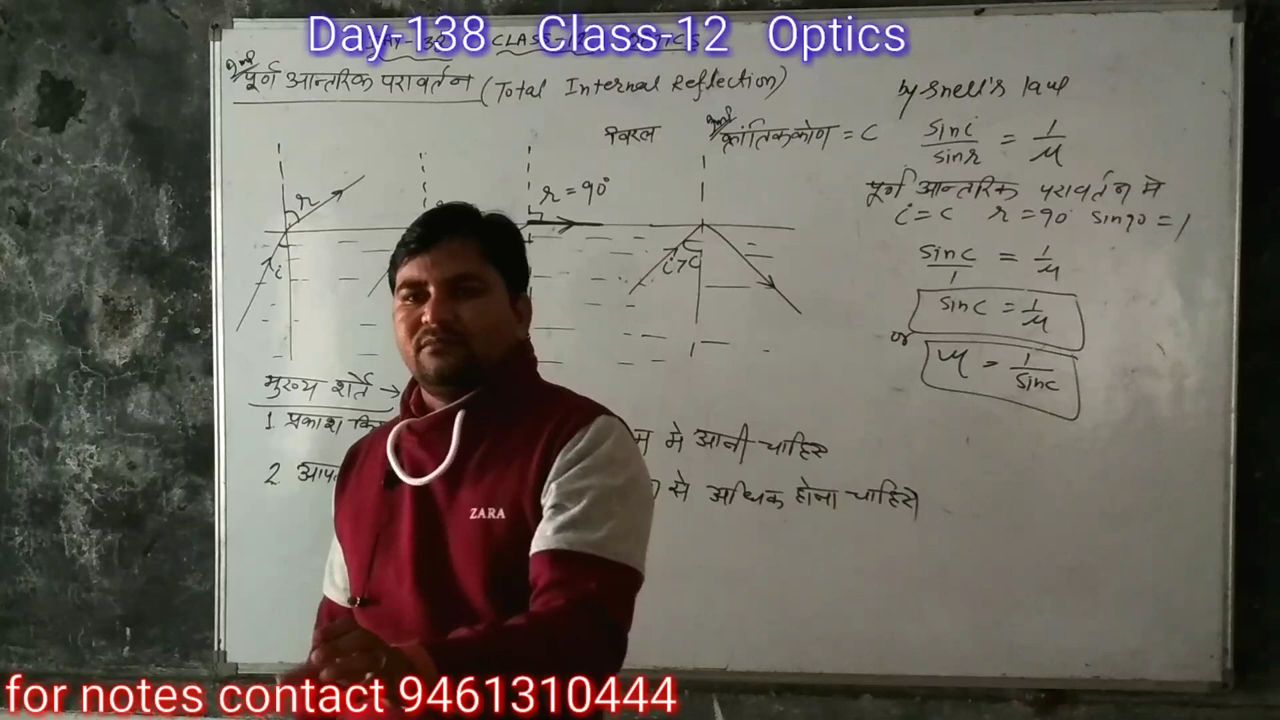 Day-138 Class-12 Optics
पूर्ण आन्तरिक परावर्तन (Total Internal Reflection)
by snell's law
विरल
क्रांतिक कोण = C
sin i / sin r = 1/μ
r
r = 90°
पूर्ण आन्तरिक परावर्तन मे
i = c r = 90° sin90 = 1
i
i > c
sin c / 1 = 1/μ
sin c = 1/μ
or
μ = 1/sin c
मुख्य शर्ते →
1. प्रकाश कि
मे आनी चाहिए
2. आप
से अधिक होना चाहिये
ZARA
for notes contact 9461310444